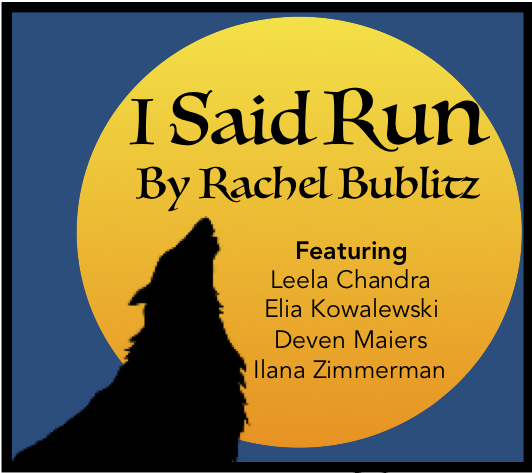 I Said Run
By Rachel Bublitz
Featuring
Leela Chandra
Elia Kowalewski
Deven Maiers
Ilana Zimmerman